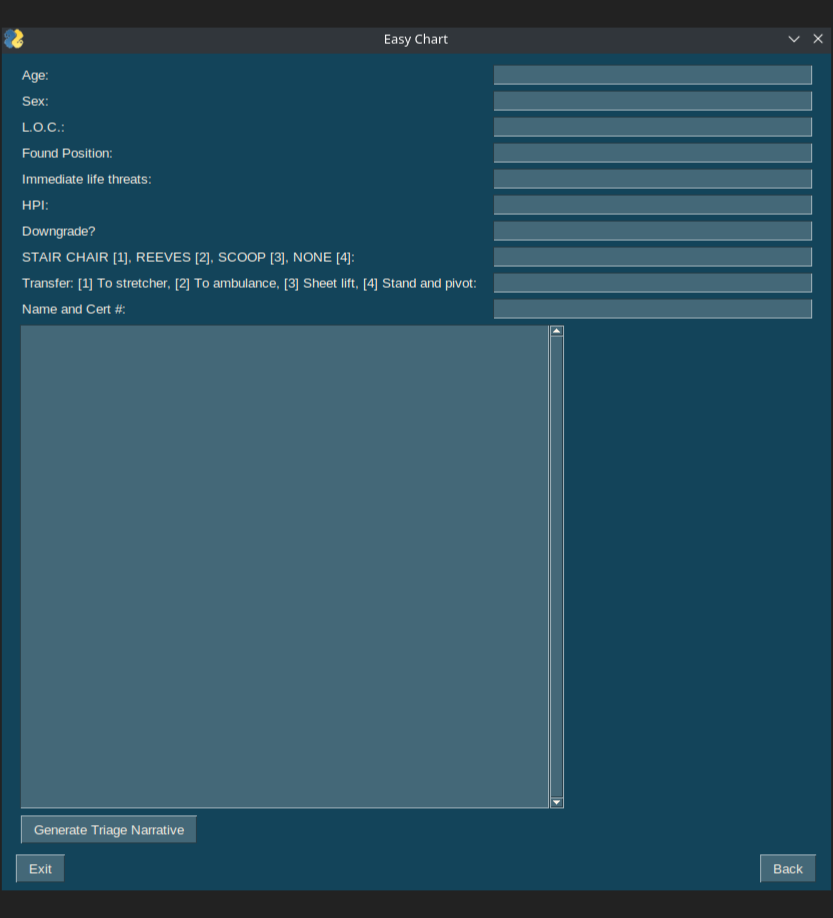 Easy Chart
Age:
Sex:
L.O.C.:
Found Position:
Immediate life threats:
HPI:
Downgrade?
STAIR CHAIR [1], REEVES [2], SCOOP [3], NONE [4]:
Transfer: [1] To stretcher, [2] To ambulance, [3] Sheet lift, [4] Stand and pivot:
Name and Cert #:
Generate Triage Narrative
Exit Back